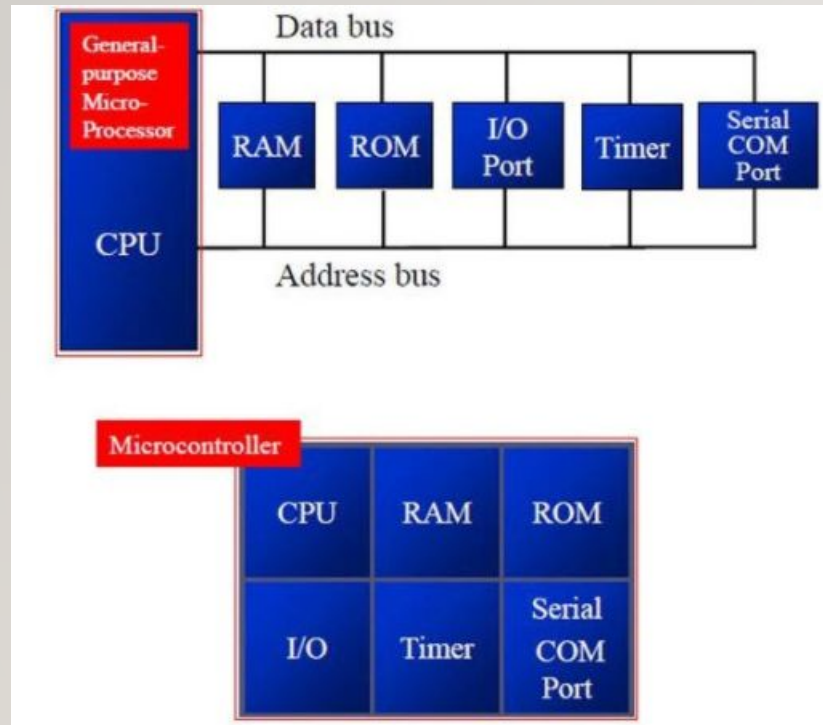 General-
purpose
Micro-
Processor
CPU
Data bus
RAM
ROM
I/O
Port
Timer
Serial
COM
Port
Address bus
Microcontroller
CPU
RAM
ROM
I/O
Timer
Serial
COM
Port